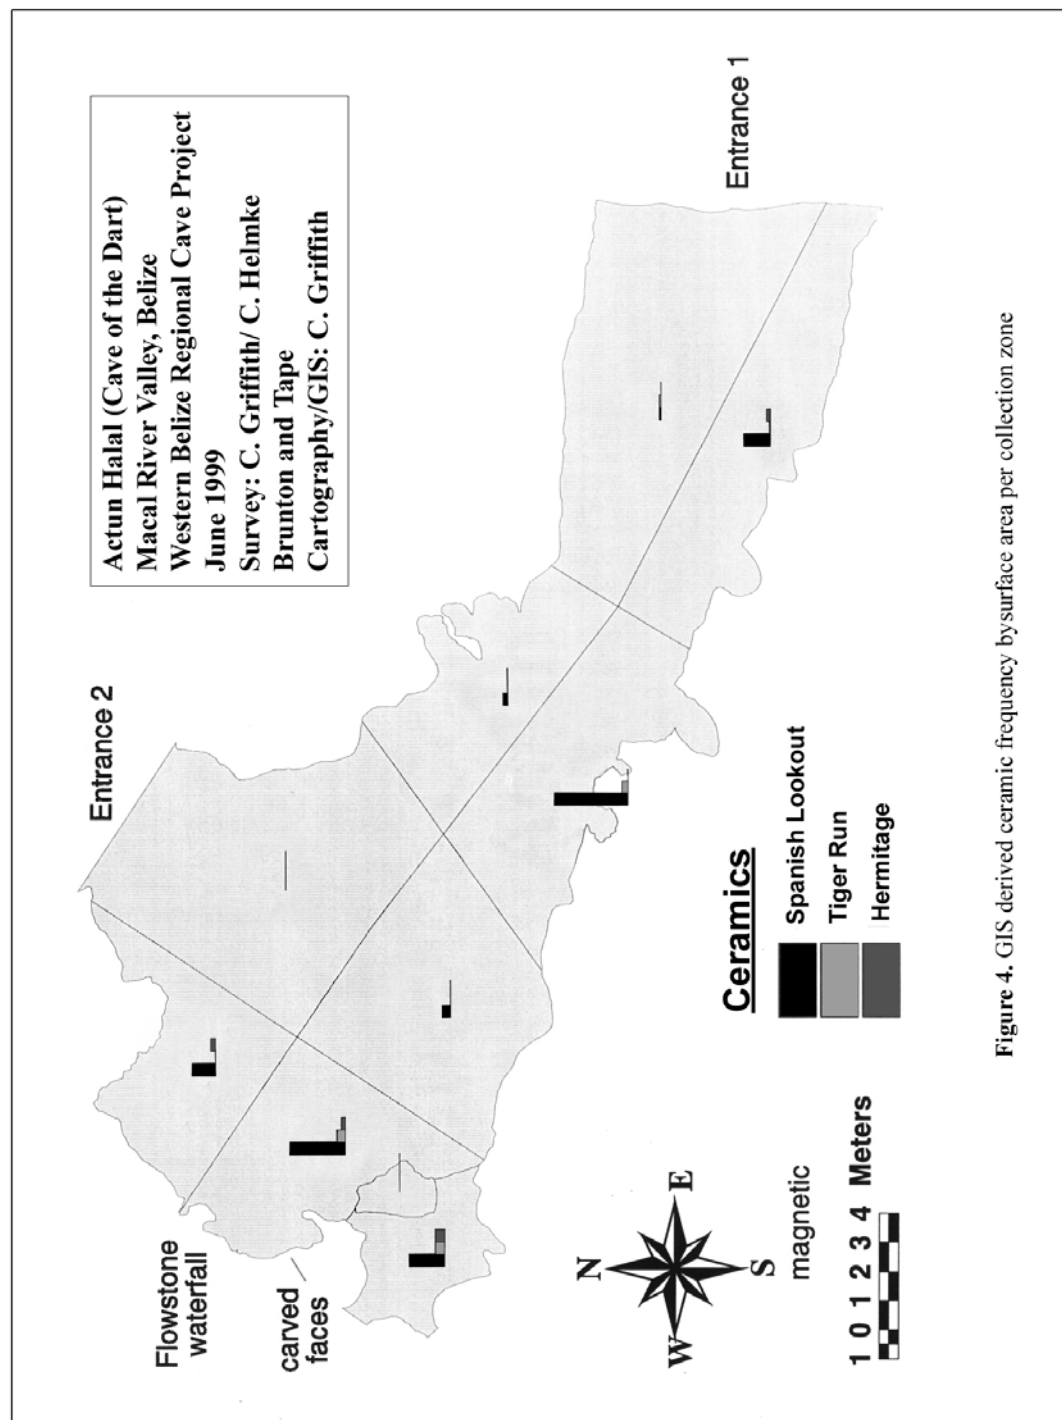 Actun Halal (Cave of the Dart)
Macal River Valley, Belize
Western Belize Regional Cave Project
June 1999
Survey: C. Griffith/ C. Helmke
Brunton and Tape
Cartography/GIS: C. Griffith
Entrance 2
Entrance 1
Flowstone
waterfall
carved
faces
N
W
E
S
magnetic
1 0 1 2 3 4 Meters
Ceramics
Spanish Lookout
Tiger Run
Hermitage
Figure 4. GIS derived ceramic frequency bysurface area per collection zone